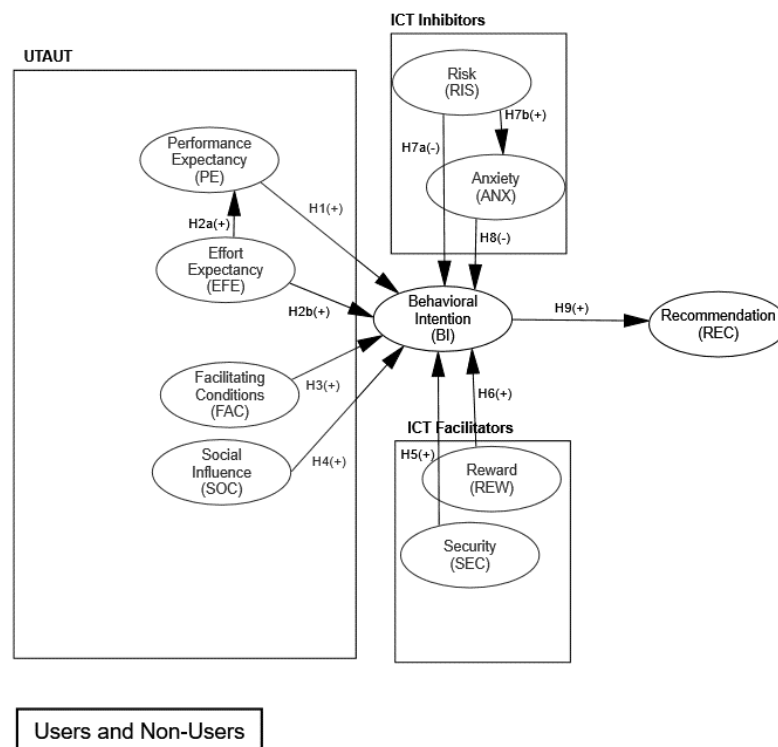 UTAUT
Performance
Expectancy
(PE)
H2a(+)
Effort
Expectancy
(EFE)
H1(+)
H2b(+)
Facilitating
Conditions
(FAC)
H3(+)
Social
Influence
(SOC)
H4(+)
ICT Inhibitors
Risk
(RIS)
H7a(-)
H7b(+)
Anxiety
(ANX)
H8(-)
Behavioral
Intention
(BI)
H9(+)
Recommendation
(REC)
H6(+)
ICT Facilitators
H5(+)
Reward
(REW)
Security
(SEC)
Users and Non-Users